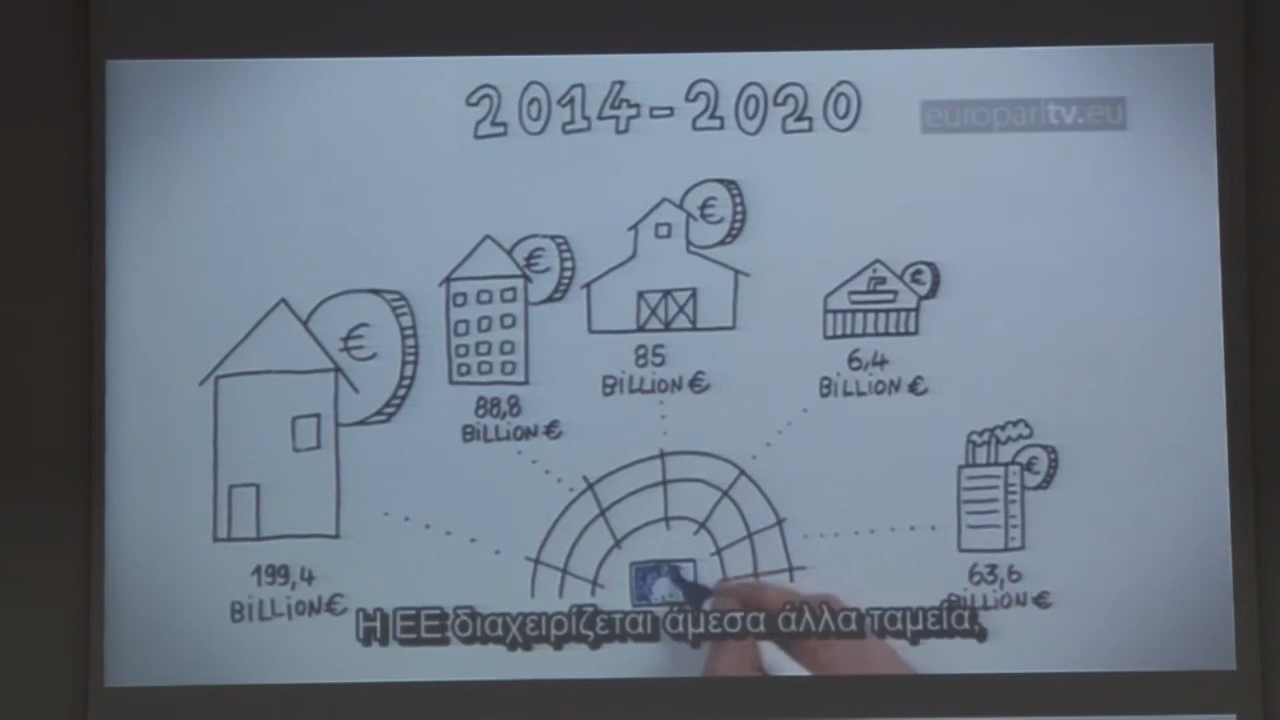 2014-2020
europarltv.eu
€
€
€
€
€
€
85
BILLION €
6,4
BILLION €
88,8
BILLION €
199,4
BILLION €
63,6
BILLION €
Η ΕΕ διαχειρίζεται άμεσα άλλα ταμεία,